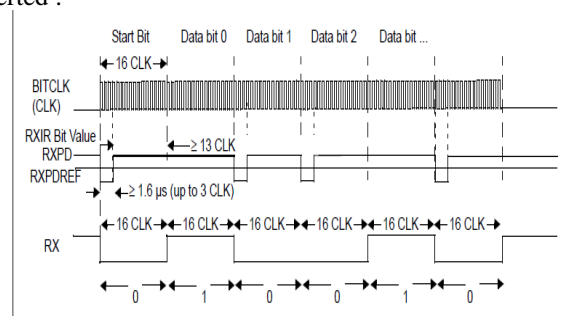 erted :
Start Bit Data bit 0 Data bit 1 Data bit 2 Data bit ...
16 CLK
BITCLK
(CLK)
RXIR Bit Value
≥ 13 CLK
RXPD
RXPDREF
≥ 1.6 µs (up to 3 CLK)
16 CLK 16 CLK 16 CLK 16 CLK 16 CLK 16 CLK
RX
0 1 0 0 1 0